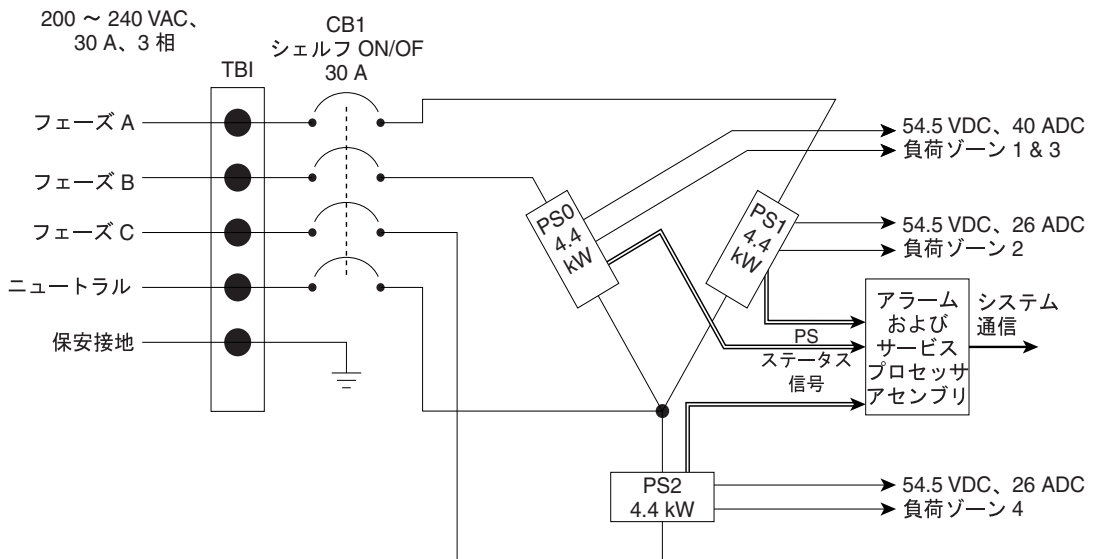 200 ～ 240 VAC、
30 A、3 相
TBI
CB1
シェルフ ON/OF
30 A
フェーズ A
フェーズ B
フェーズ C
ニュートラル
保安接地
PS0
4.4
kW
PS1
4.4
kW
54.5 VDC、40 ADC
負荷ゾーン 1 & 3
54.5 VDC、26 ADC
負荷ゾーン 2
PS
ステータス
信号
アラーム
および
サービス
プロセッサ
アセンブリ
システム
通信
PS2
4.4 kW
54.5 VDC、26 ADC
負荷ゾーン 4